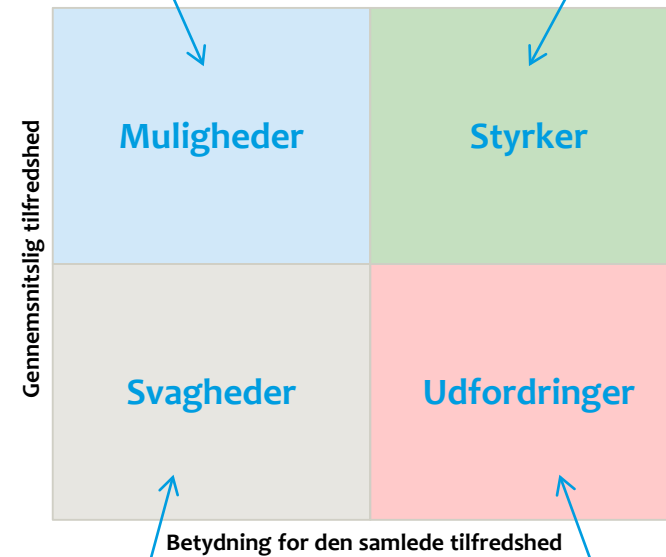 Gennemsnitslig tilfredshed
Muligheder
Styrker
Svagheder
Udfordringer
Betydning for den samlede tilfredshed